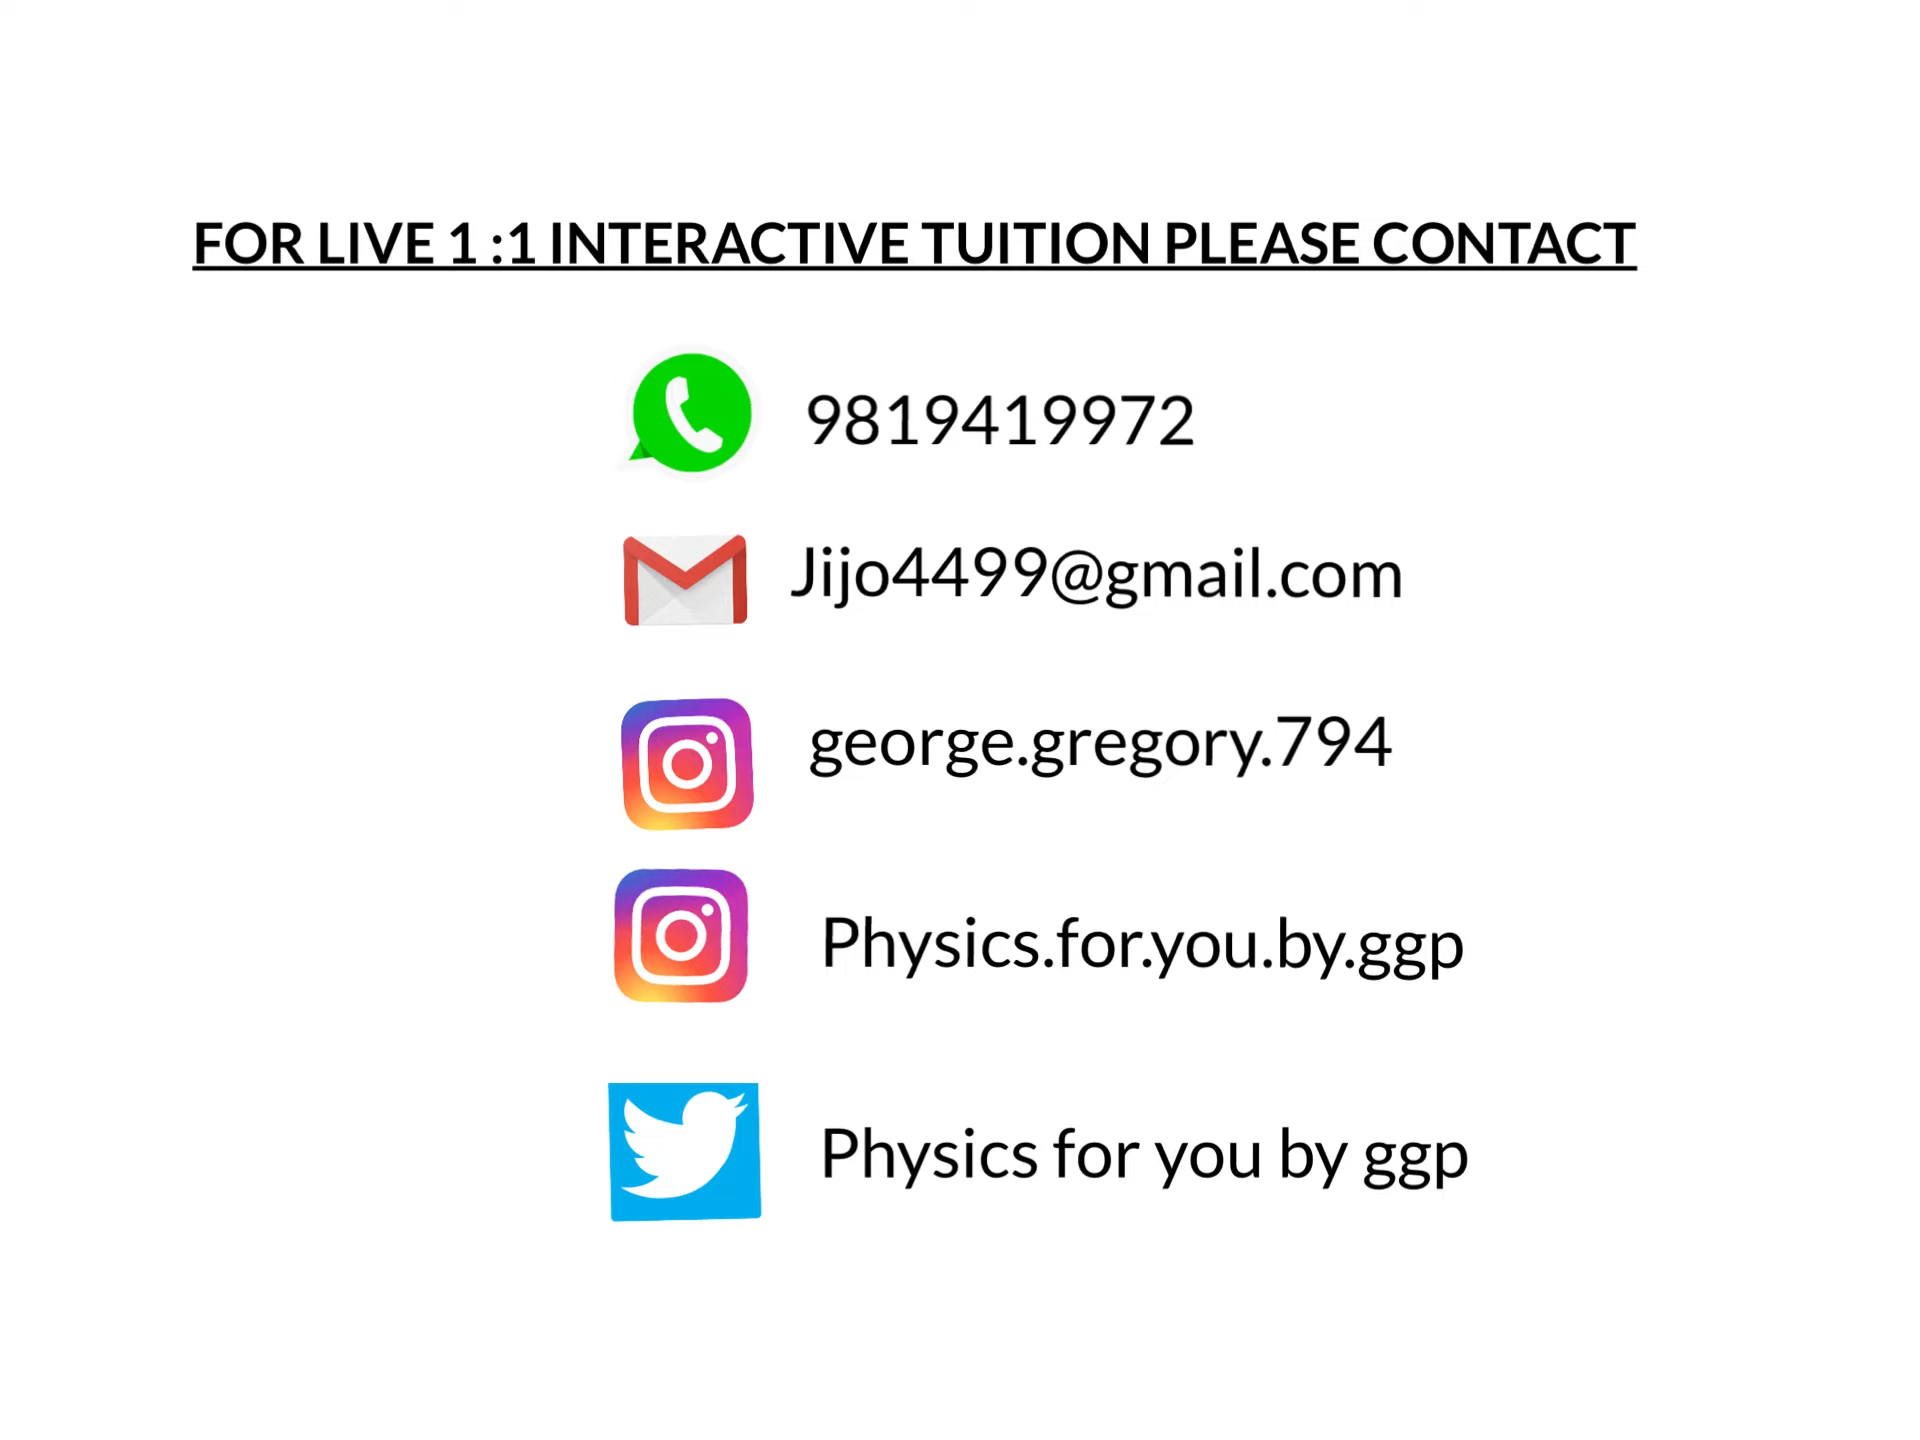 FOR LIVE 1 :1 INTERACTIVE TUITION PLEASE CONTACT
9819419972
Jijo4499@gmail.com
george.gregory.794
Physics.for.you.by.ggp
Physics for you by ggp